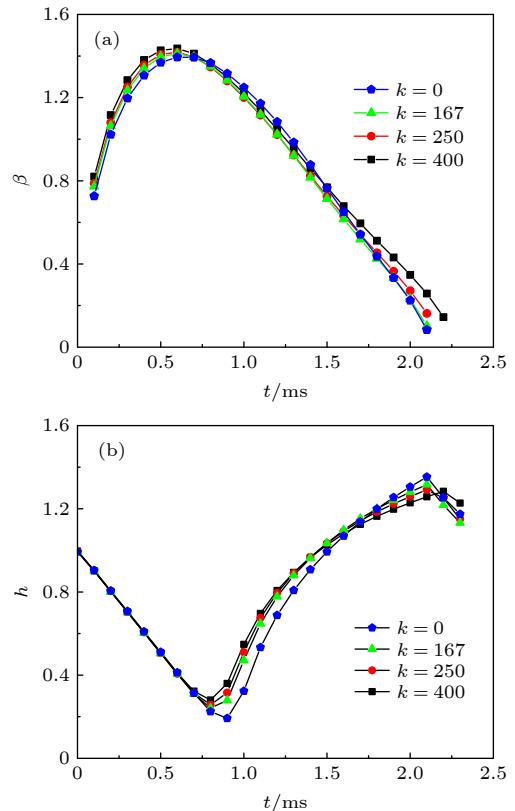 1.6
(a)
1.2
k = 0
k = 167
k = 250
k = 400
β
0.8
0.4
0
0
0.5
1.0
1.5
2.0
2.5
t/ms
1.6
(b)
1.2
h
0.8
0.4
k = 0
k = 167
k = 250
k = 400
0
0
0.5
1.0
1.5
2.0
2.5
t/ms